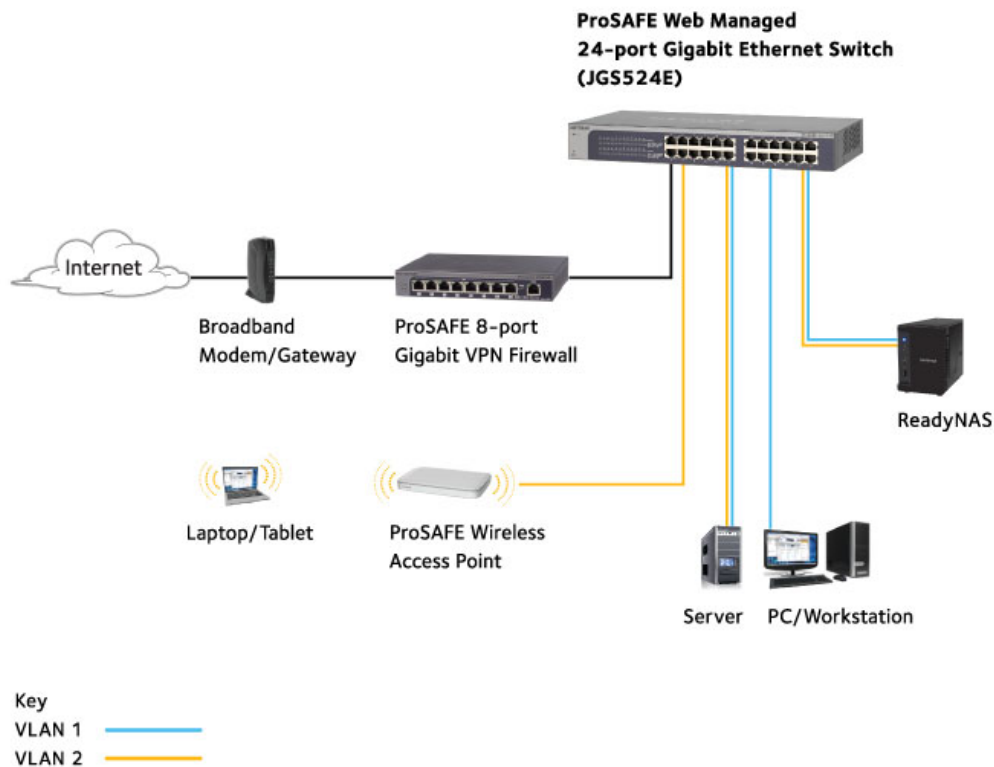 ProSAFE Web Managed
24-port Gigabit Ethernet Switch
(JGS524E)
Internet
Broadband
Modem/Gateway
ProSAFE 8-port
Gigabit VPN Firewall
ReadyNAS
Laptop/Tablet
ProSAFE Wireless
Access Point
Server
PC/Workstation
Key
VLAN 1
VLAN 2